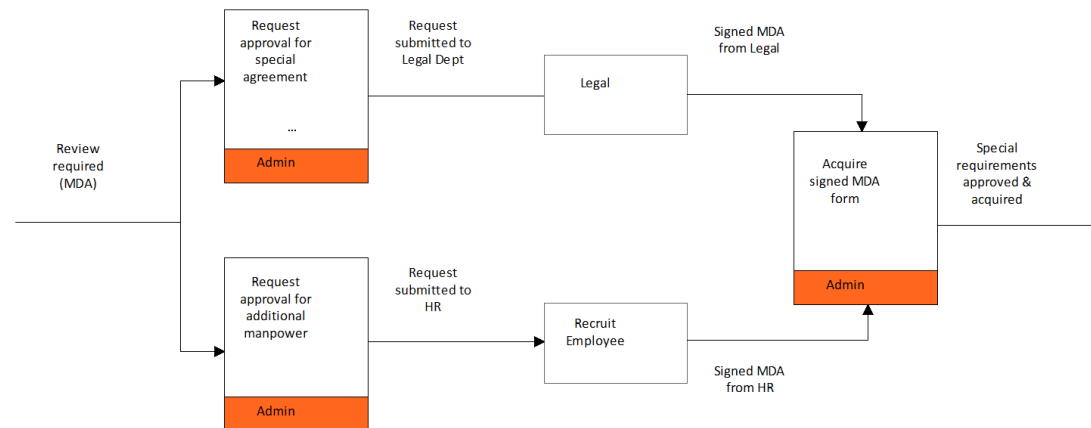 Request
approval for
special
agreement
...
Admin
Request
submitted to
Legal Dept
Legal
Signed MDA
from Legal
Review
required
(MDA)
Acquire
signed MDA
form
Admin
Special
requirements
approved &
acquired
Request
approval for
additional
manpower
Admin
Request
submitted to
HR
Recruit
Employee
Signed MDA
from HR